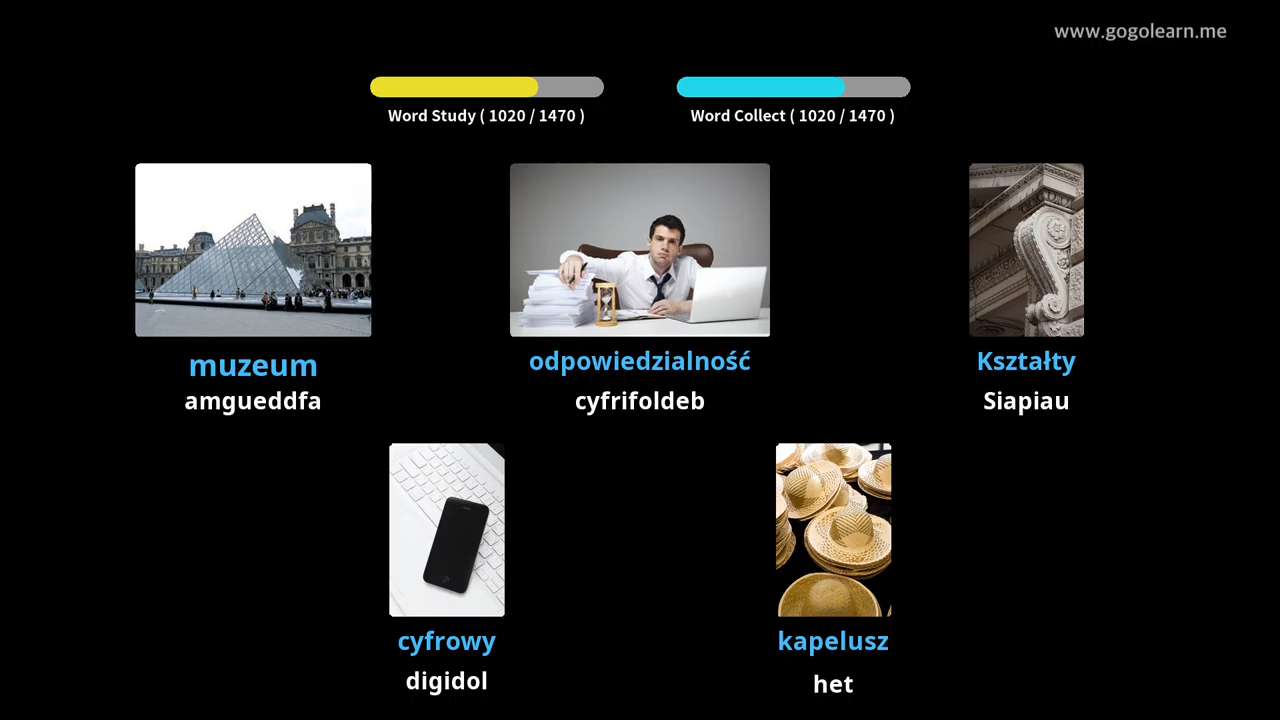 www.gogolearn.me
Word Study ( 1020 / 1470 )
Word Collect ( 1020 / 1470 )
muzeum
amgueddfa
odpowiedzialność
cyfrifoldeb
Kształty
Siapiau
cyfrowy
digidol
kapelusz
het